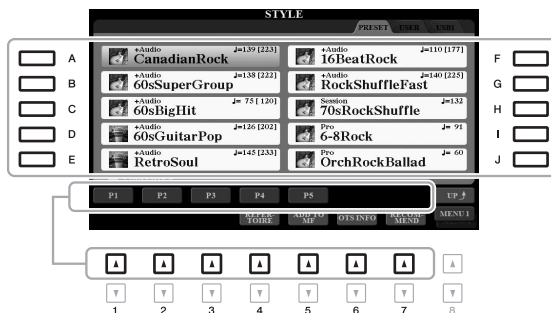 STYLE
PRESET USER USB1
A +Audio ♩=139 [223] CanadianRock
+Audio ♩=110 [177] 16BeatRock F
B +Audio ♩=138 [222] 60sSuperGroup
+Audio ♩=140 [225] RockShuffleFast G
C +Audio ♩= 75 [120] 60sBigHit
Session ♩=132 70sRockShuffle H
D +Audio ♩=126 [202] 60sGuitarPop
Pro ♩= 91 6-8Rock I
E +Audio ♩=145 [233] RetroSoul
Pro ♩= 60 OrchRockBallad J
P1 P2 P3 P4 P5 UP
REPER-
TOIRE
ADD TO
MF
OTS INFO
RECOM-
MEND
MENU 1
1 2 3 4 5 6 7 8